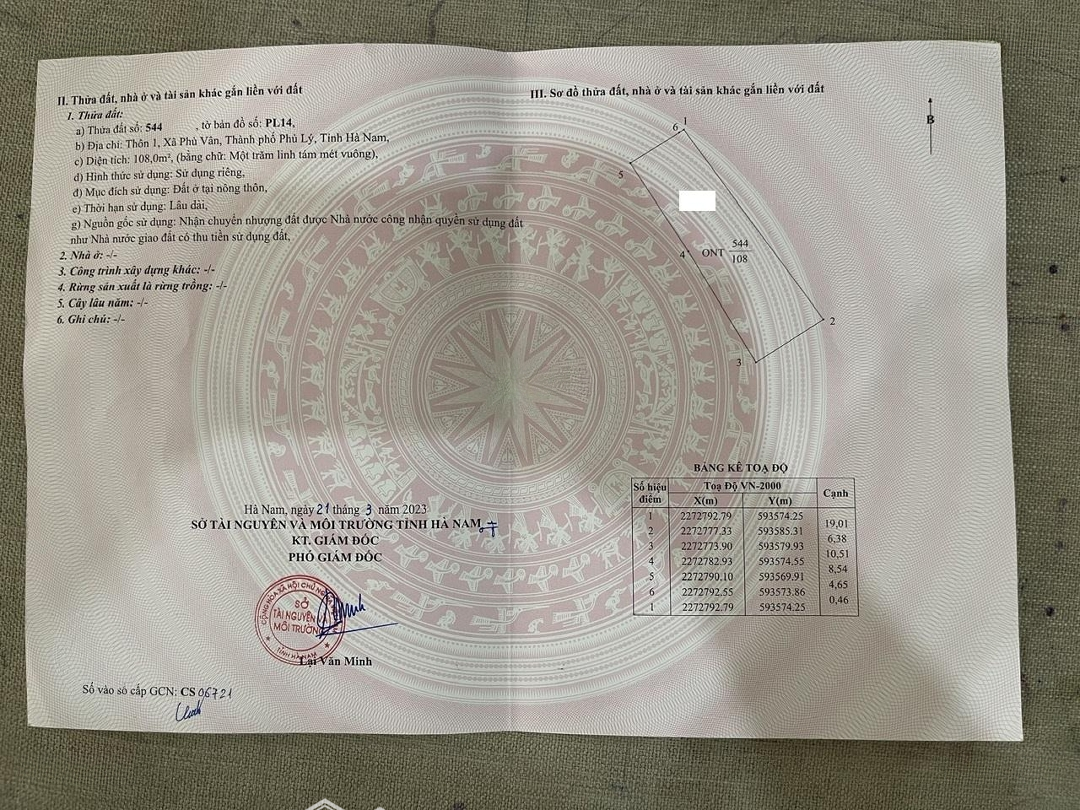 II. Thửa đất, nhà ở và tài sản khác gắn liền với đất
1. Thửa đất:
a) Thửa đất số: 544 , tờ bản đồ số: PL14,
b) Địa chỉ: Thôn 1, Xã Phù Vân, Thành phố Phủ Lý, Tỉnh Hà Nam,
c) Diện tích: 108,0m², (bằng chữ: Một trăm linh tám mét vuông),
d) Hình thức sử dụng: Sử dụng riêng,
đ) Mục đích sử dụng: Đất ở tại nông thôn,
e) Thời hạn sử dụng: Lâu dài,
g) Nguồn gốc sử dụng: Nhận chuyển nhượng đất được Nhà nước công nhận quyền sử dụng đất
như Nhà nước giao đất có thu tiền sử dụng đất,
2. Nhà ở: -/-
3. Công trình xây dựng khác: -/-
4. Rừng sản xuất là rừng trồng: -/-
5. Cây lâu năm: -/-
6. Ghi chú: -/-
Hà Nam, ngày 21 tháng 3 năm 2023
SỞ TÀI NGUYÊN VÀ MÔI TRƯỜNG TỈNH HÀ NAM
KT. GIÁM ĐỐC
PHÓ GIÁM ĐỐC
SỞ
TÀI NGUYÊN
MÔI TRƯỜNG
TỈNH HÀ NAM
Lại Văn Minh
Số vào sổ cấp GCN: CS 06721
III. Sơ đồ thửa đất, nhà ở và tài sản khác gắn liền với đất
B
6 1
5
4
ONT 544
108
2
3
BẢNG KÊ TOẠ ĐỘ
Số hiệu điểm Toạ Độ VN-2000 Cạnh
X(m) Y(m)
1 2272792.79 593574.25
19,01
2 2272777.33 593585.31
6,38
3 2272773.90 593579.93
10,51
4 2272782.93 593574.55
8,54
5 2272790.10 593569.91
4,65
6 2272792.55 593573.86
0,46
1 2272792.79 593574.25